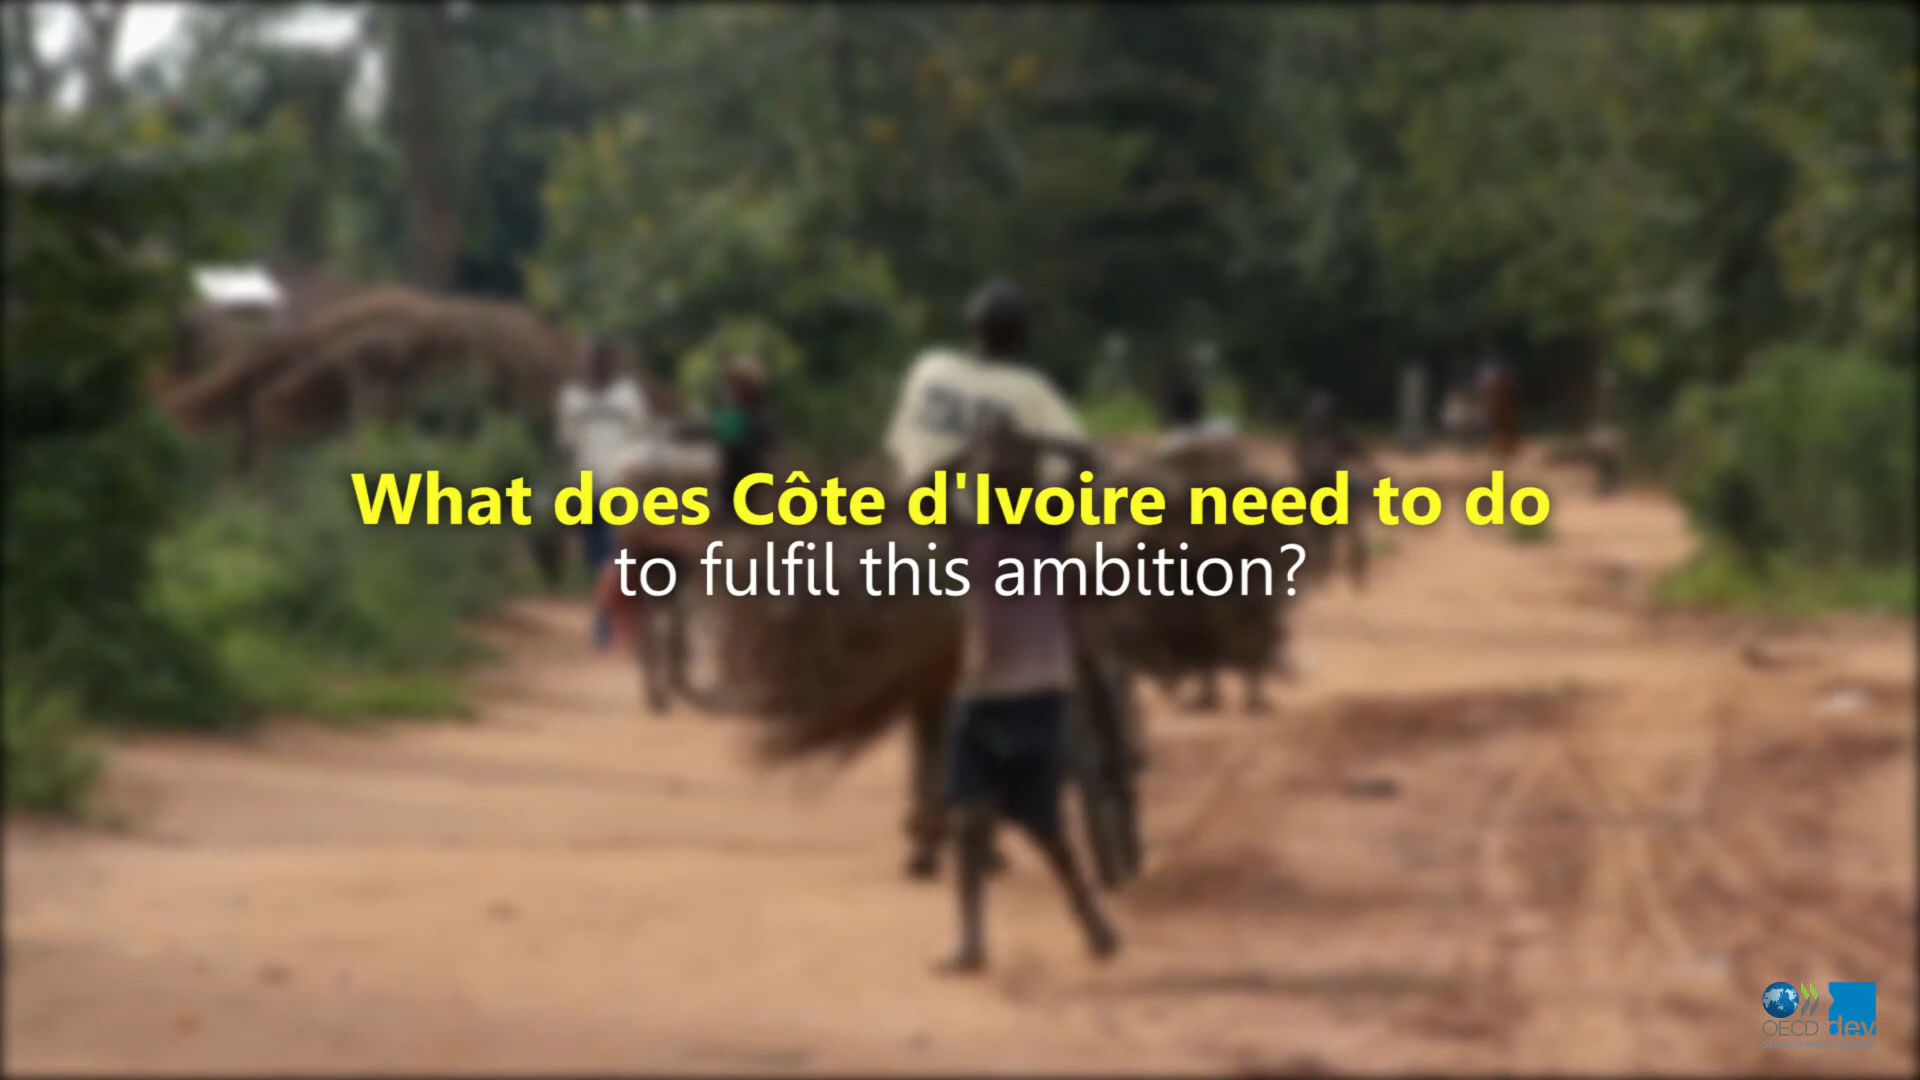 What does Côte d'Ivoire need to do
to fulfil this ambition?
OECD dev